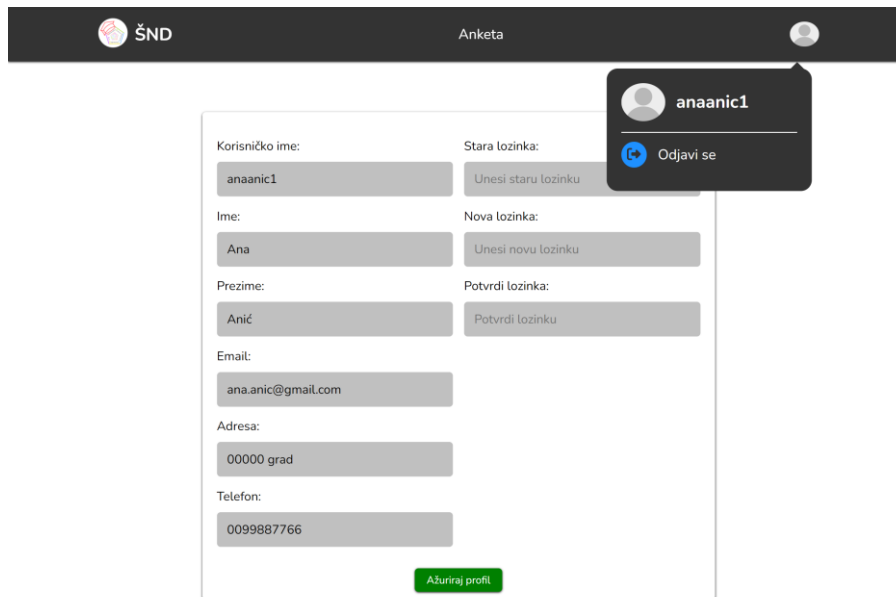 ŠND
Anketa
anaanic1
Odjavi se
Korisničko ime:
anaanic1
Ime:
Ana
Prezime:
Anić
Email:
ana.anic@gmail.com
Adresa:
00000 grad
Telefon:
0099887766
Stara lozinka:
Unesi staru lozinku
Nova lozinka:
Unesi novu lozinku
Potvrdi lozinka:
Potvrdi lozinku
Ažuriraj profil